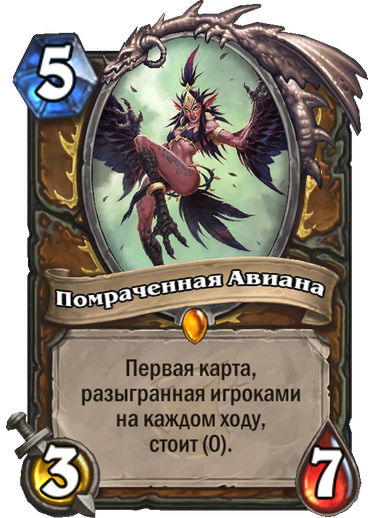 5
Помраченная Авиана
Первая карта,
разыгранная игроками
на каждом ходу,
стоит (0).
3
7